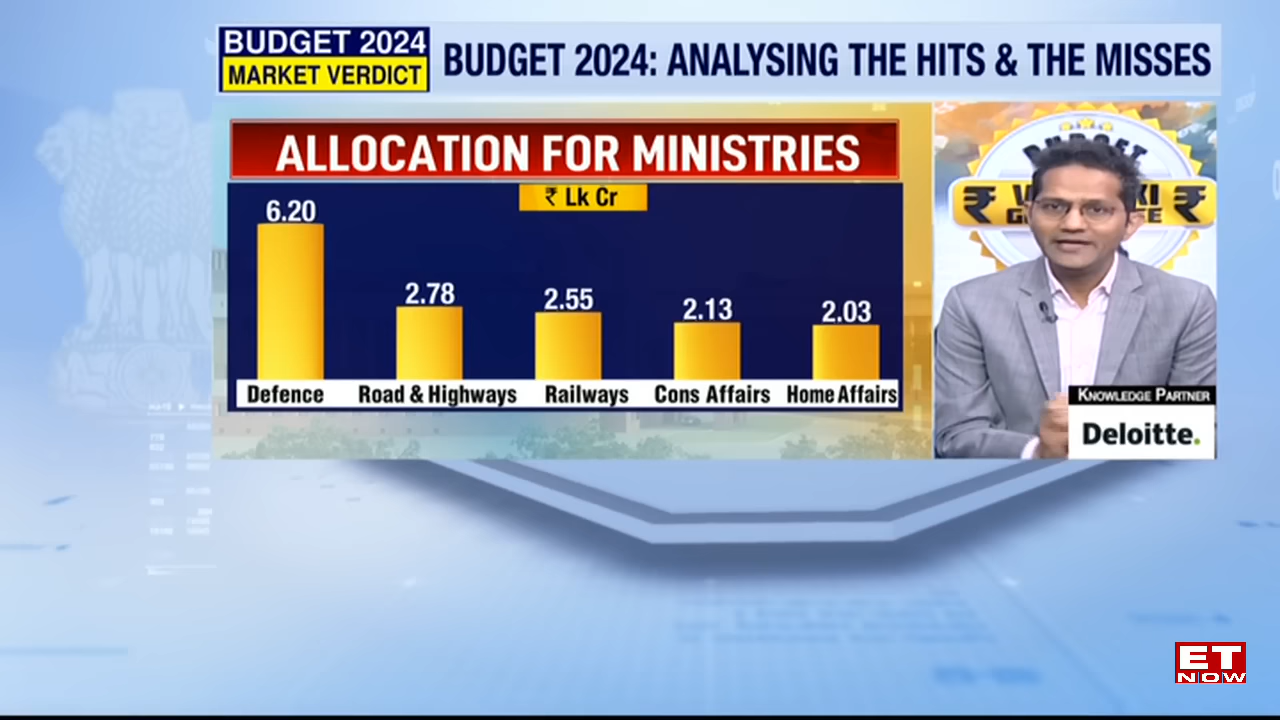 BUDGET 2024
MARKET VERDICT
BUDGET 2024: ANALYSING THE HITS & THE MISSES
ALLOCATION FOR MINISTRIES
₹ Lk Cr
6.20
2.78
2.55
2.13
2.03
Defence
Road & Highways
Railways
Cons Affairs
Home Affairs
BUDGET
₹
₹
KNOWLEDGE PARTNER
Deloitte.
ET
NOW